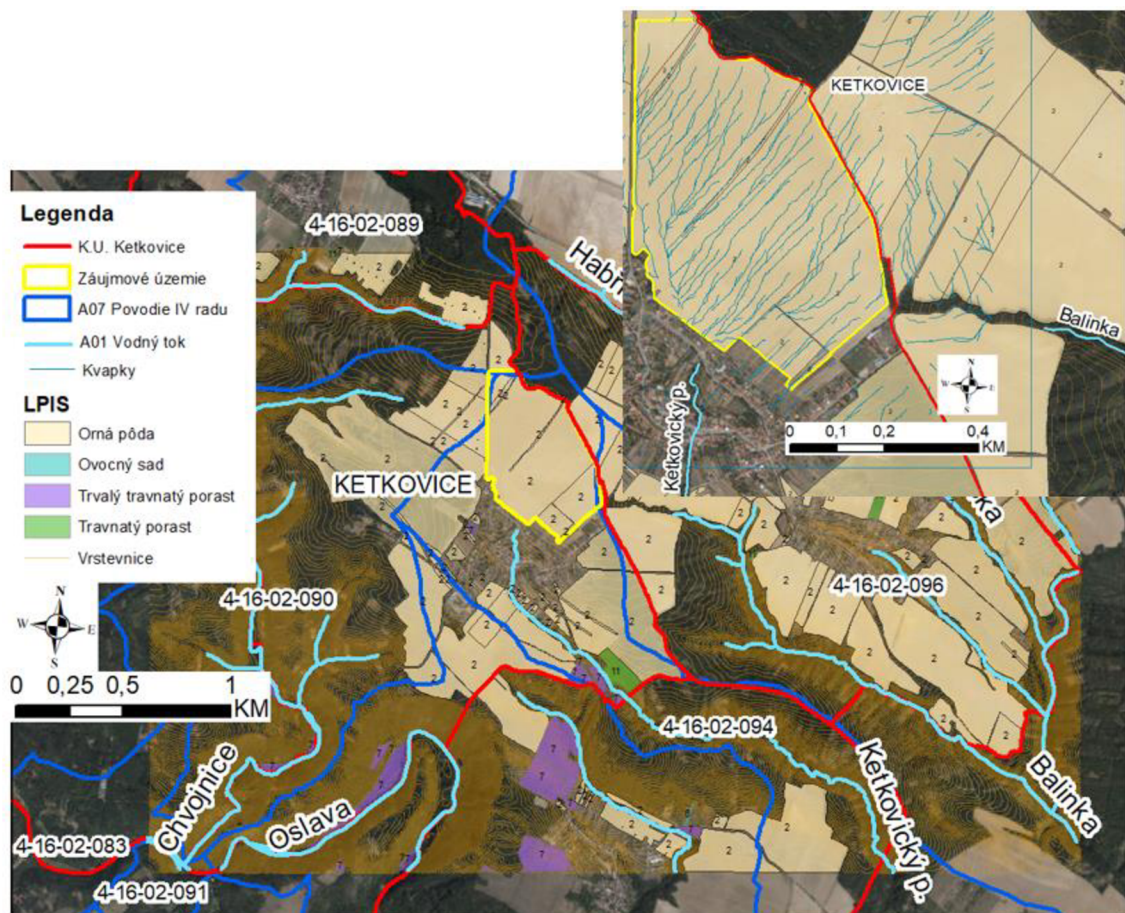 KETKOVICE
Balinka
Ketkovický p.
N
W E
S
0 0,1 0,2 0,4
KM
Legenda
K.U. Ketkovice
Záujmové územie
A07 Povodie IV radu
A01 Vodný tok
Kvapky
LPIS
Orná pôda
Ovocný sad
Trvalý travnatý porast
Travnatý porast
Vrstevnice
N
W E
S
0 0,25 0,5 1
KM
4-16-02-089
KETKOVICE
4-16-02-090
4-16-02-096
11
4-16-02-094
Chvojnice
Oslava
Ketkovický p.
Balinka
4-16-02-083
4-16-02-091